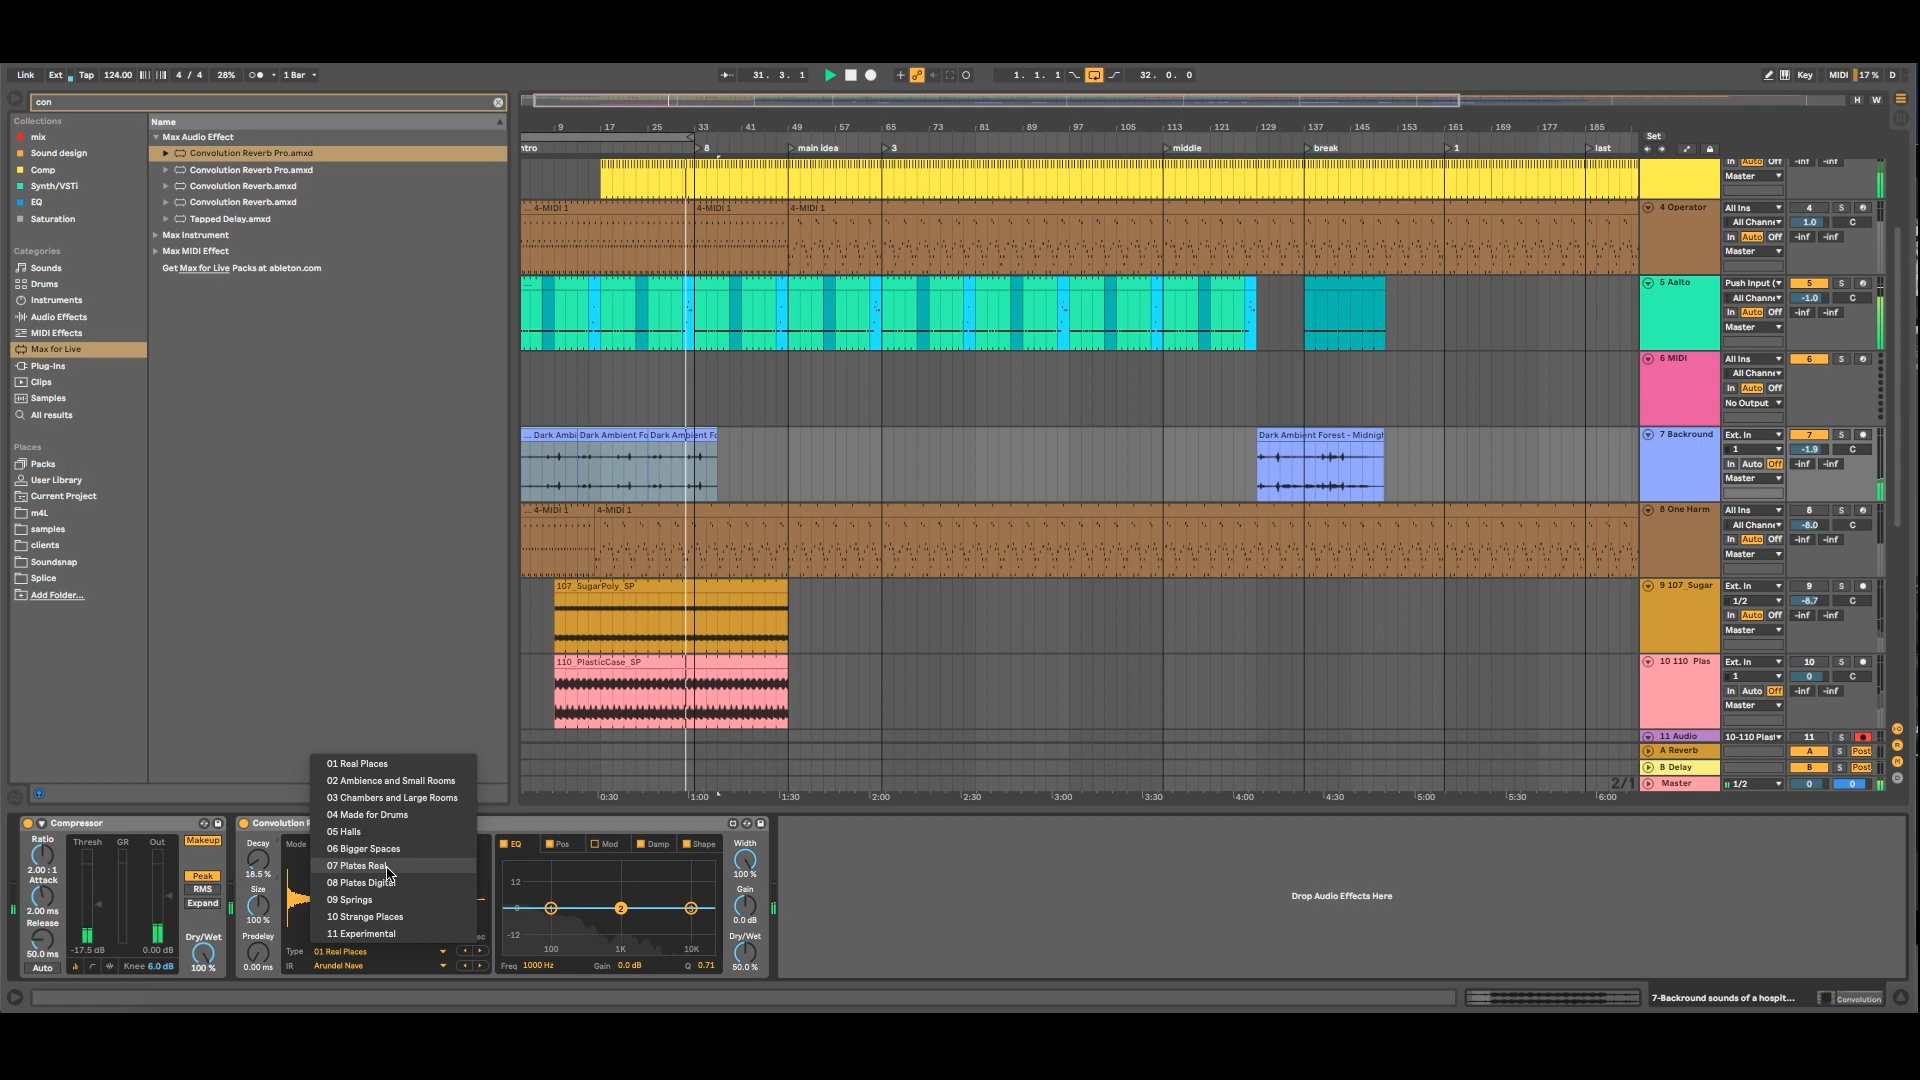 Link Ext Tap 124.00 4 / 4 28% 1 Bar 31. 3. 1 1. 1. 1 32. 0. 0 Key MIDI 17 % D
con
H W
Collections
mix
Sound design
Comp
Synth/VSTi
EQ
Saturation
Categories
Sounds
Drums
Instruments
Audio Effects
MIDI Effects
Max for Live
Plug-Ins
Clips
Samples
All results
Places
Packs
User Library
Current Project
m4L
samples
clients
Soundsnap
Splice
Add Folder...
Name
Max Audio Effect
Convolution Reverb Pro.amxd
Convolution Reverb Pro.amxd
Convolution Reverb.amxd
Convolution Reverb.amxd
Tapped Delay.amxd
Max Instrument
Max MIDI Effect
Get Max for Live Packs at ableton.com
9 17 25 33 41 49 57 65 73 81 89 97 105 113 121 129 137 145 153 161 169 177 185
Set
ntro 8 main idea 3 middle break 1 last
In Auto Off -inf -inf
Master
... 4-MIDI 1 4-MIDI 1 4-MIDI 1
4 Operator All Ins 4 S
All Channe 1.0 C
In Auto Off -inf -inf
Master
...
5 Aalto Push Input ( 5 S
All Channe -1.0 C
In Auto Off -inf -inf
Master
6 MIDI All Ins 6 S
All Channe
In Auto Off
No Output
... Dark Ambi Dark Ambient Fo Dark Ambient Fo Dark Ambient Forest - Midnigh
7 Backround Ext. In 7 S
1 -1.9 C
In Auto Off -inf -inf
Master
... 4-MIDI 1 4-MIDI 1
8 One Harm All Ins 8 S
All Channe -8.0 C
In Auto Off -inf -inf
Master
107_SugarPoly_SP
9 107_Sugar Ext. In 9 S
1/2 -8.7 C
In Auto Off -inf -inf
Master
110_PlasticCase_SP
10 110 Plas Ext. In 10 S
1 0 C
In Auto Off -inf -inf
Master
11 Audio 10-110 Plast 11 S
A Reverb A S Post
B Delay B S Post
2/1
Master 1/2 0 0
0:30 1:00 1:30 2:00 2:30 3:00 3:30 4:00 4:30 5:00 5:30 6:00
01 Real Places
02 Ambience and Small Rooms
03 Chambers and Large Rooms
04 Made for Drums
05 Halls
06 Bigger Spaces
07 Plates Real
08 Plates Digital
09 Springs
10 Strange Places
11 Experimental
Compressor
Ratio
2.00 : 1
Attack
2.00 ms
Release
50.0 ms
Auto
Thresh GR Out
-17.5 dB 0.00 dB
Knee 6.0 dB
Makeup
Peak
RMS
Expand
Dry/Wet
100 %
Convolution R
Decay
18.5 %
Size
100 %
Predelay
0.00 ms
Mode
Type 01 Real Places
IR Arundel Nave
EQ Pos Mod Damp Shape
12
0
-12
100 1K 10K
Freq 1000 Hz Gain 0.0 dB Q 0.71
Width
100 %
Gain
0.0 dB
Dry/Wet
50.0 %
Drop Audio Effects Here
7-Backround sounds of a hospit... Convolution